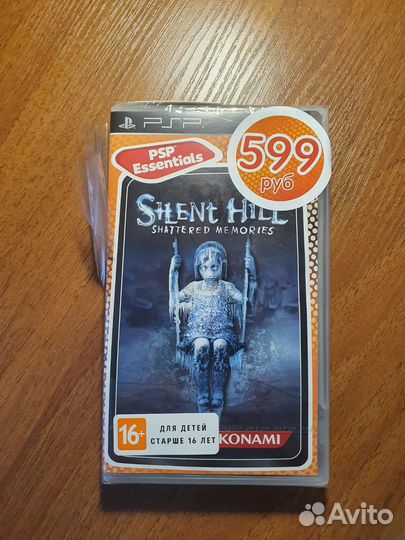 PSP
PSP
Essentials
599
руб
SILENT HILL
SHATTERED MEMORIES
16+
ДЛЯ ДЕТЕЙ
СТАРШЕ 16 ЛЕТ
KONAMI
Avito